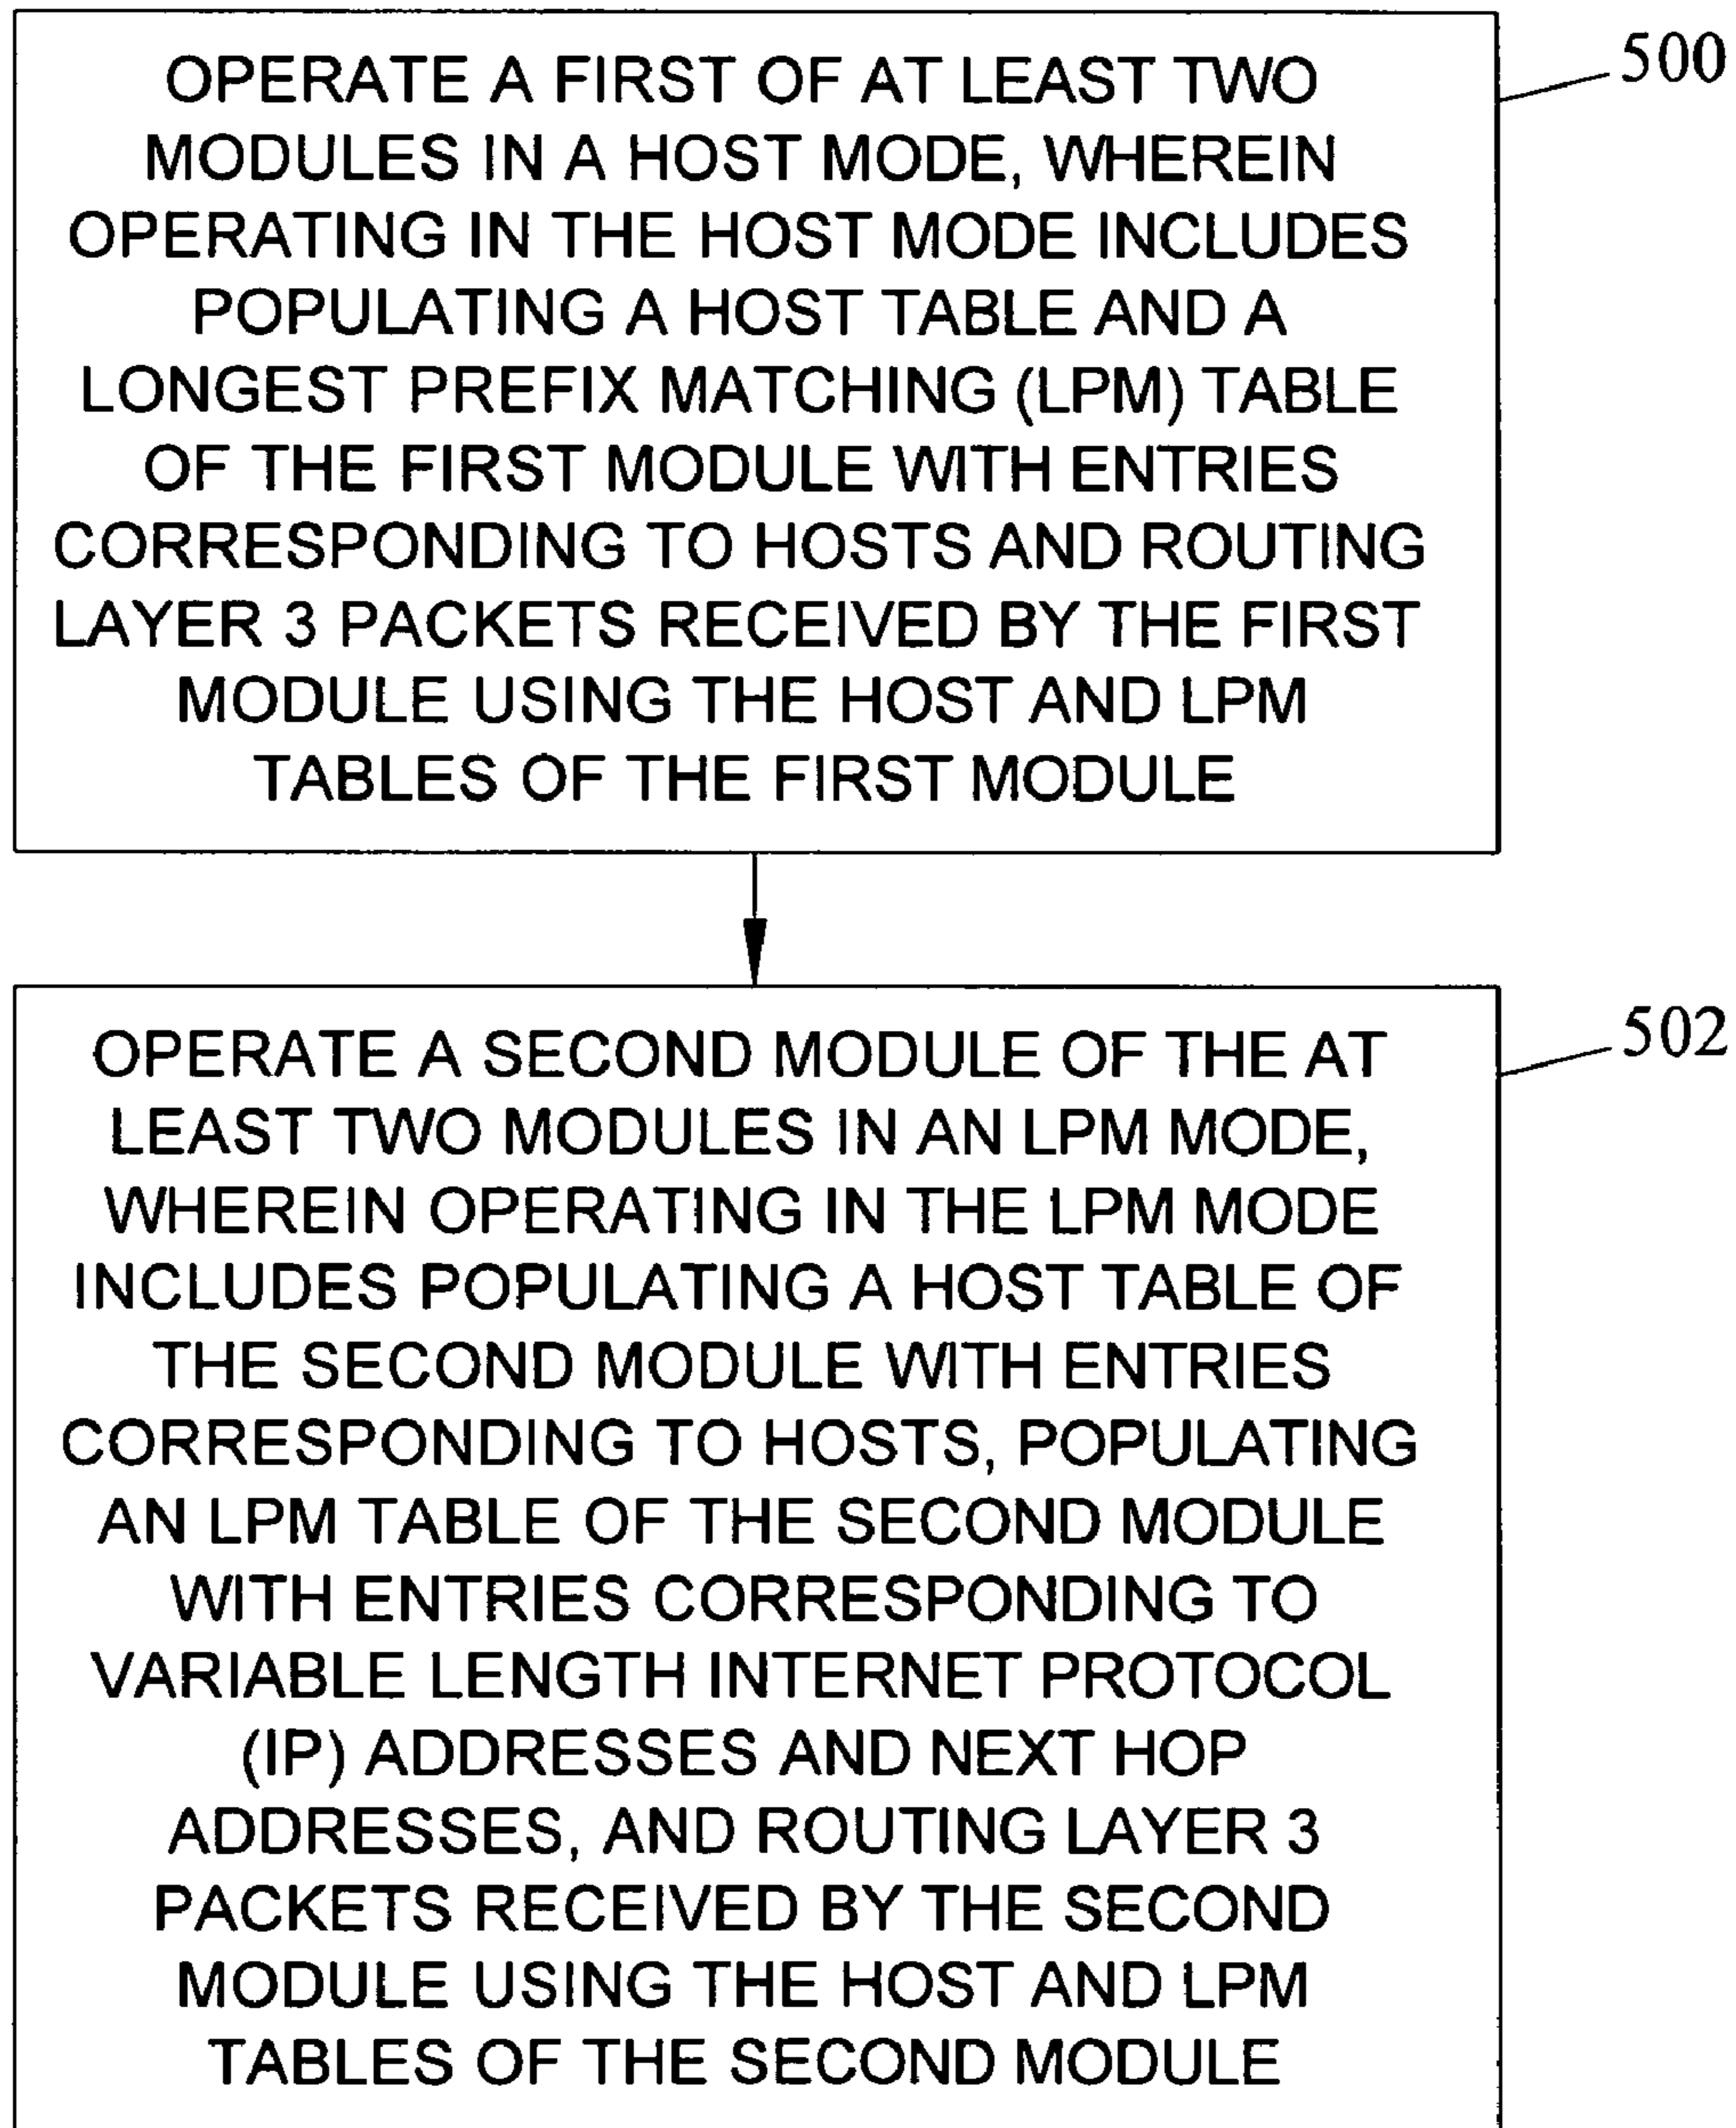 OPERATE A FIRST OF AT LEAST TWO
MODULES IN A HOST MODE, WHEREIN
OPERATING IN THE HOST MODE INCLUDES
POPULATING A HOST TABLE AND A
LONGEST PREFIX MATCHING (LPM) TABLE
OF THE FIRST MODULE WITH ENTRIES
CORRESPONDING TO HOSTS AND ROUTING
LAYER 3 PACKETS RECEIVED BY THE FIRST
MODULE USING THE HOST AND LPM
TABLES OF THE FIRST MODULE
500
OPERATE A SECOND MODULE OF THE AT
LEAST TWO MODULES IN AN LPM MODE,
WHEREIN OPERATING IN THE LPM MODE
INCLUDES POPULATING A HOST TABLE OF
THE SECOND MODULE WITH ENTRIES
CORRESPONDING TO HOSTS, POPULATING
AN LPM TABLE OF THE SECOND MODULE
WITH ENTRIES CORRESPONDING TO
VARIABLE LENGTH INTERNET PROTOCOL
(IP) ADDRESSES AND NEXT HOP
ADDRESSES, AND ROUTING LAYER 3
PACKETS RECEIVED BY THE SECOND
MODULE USING THE HOST AND LPM
TABLES OF THE SECOND MODULE
502